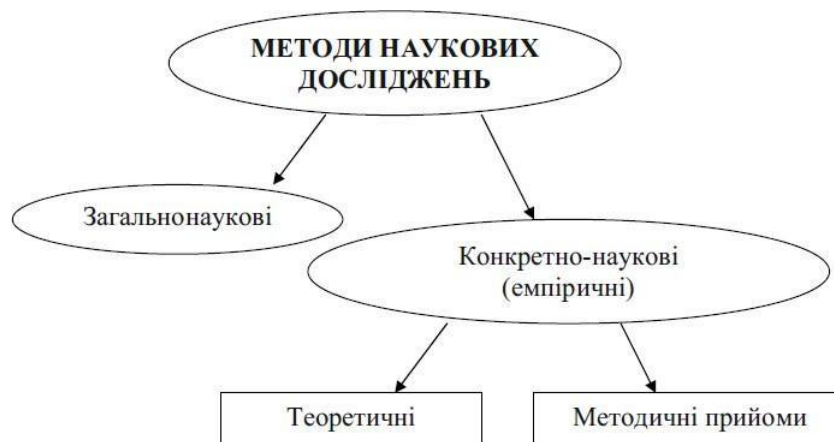 МЕТОДИ НАУКОВИХ
ДОСЛІДЖЕНЬ
Загальнонаукові
Конкретно-наукові
(емпіричні)
Теоретичні
Методичні прийоми